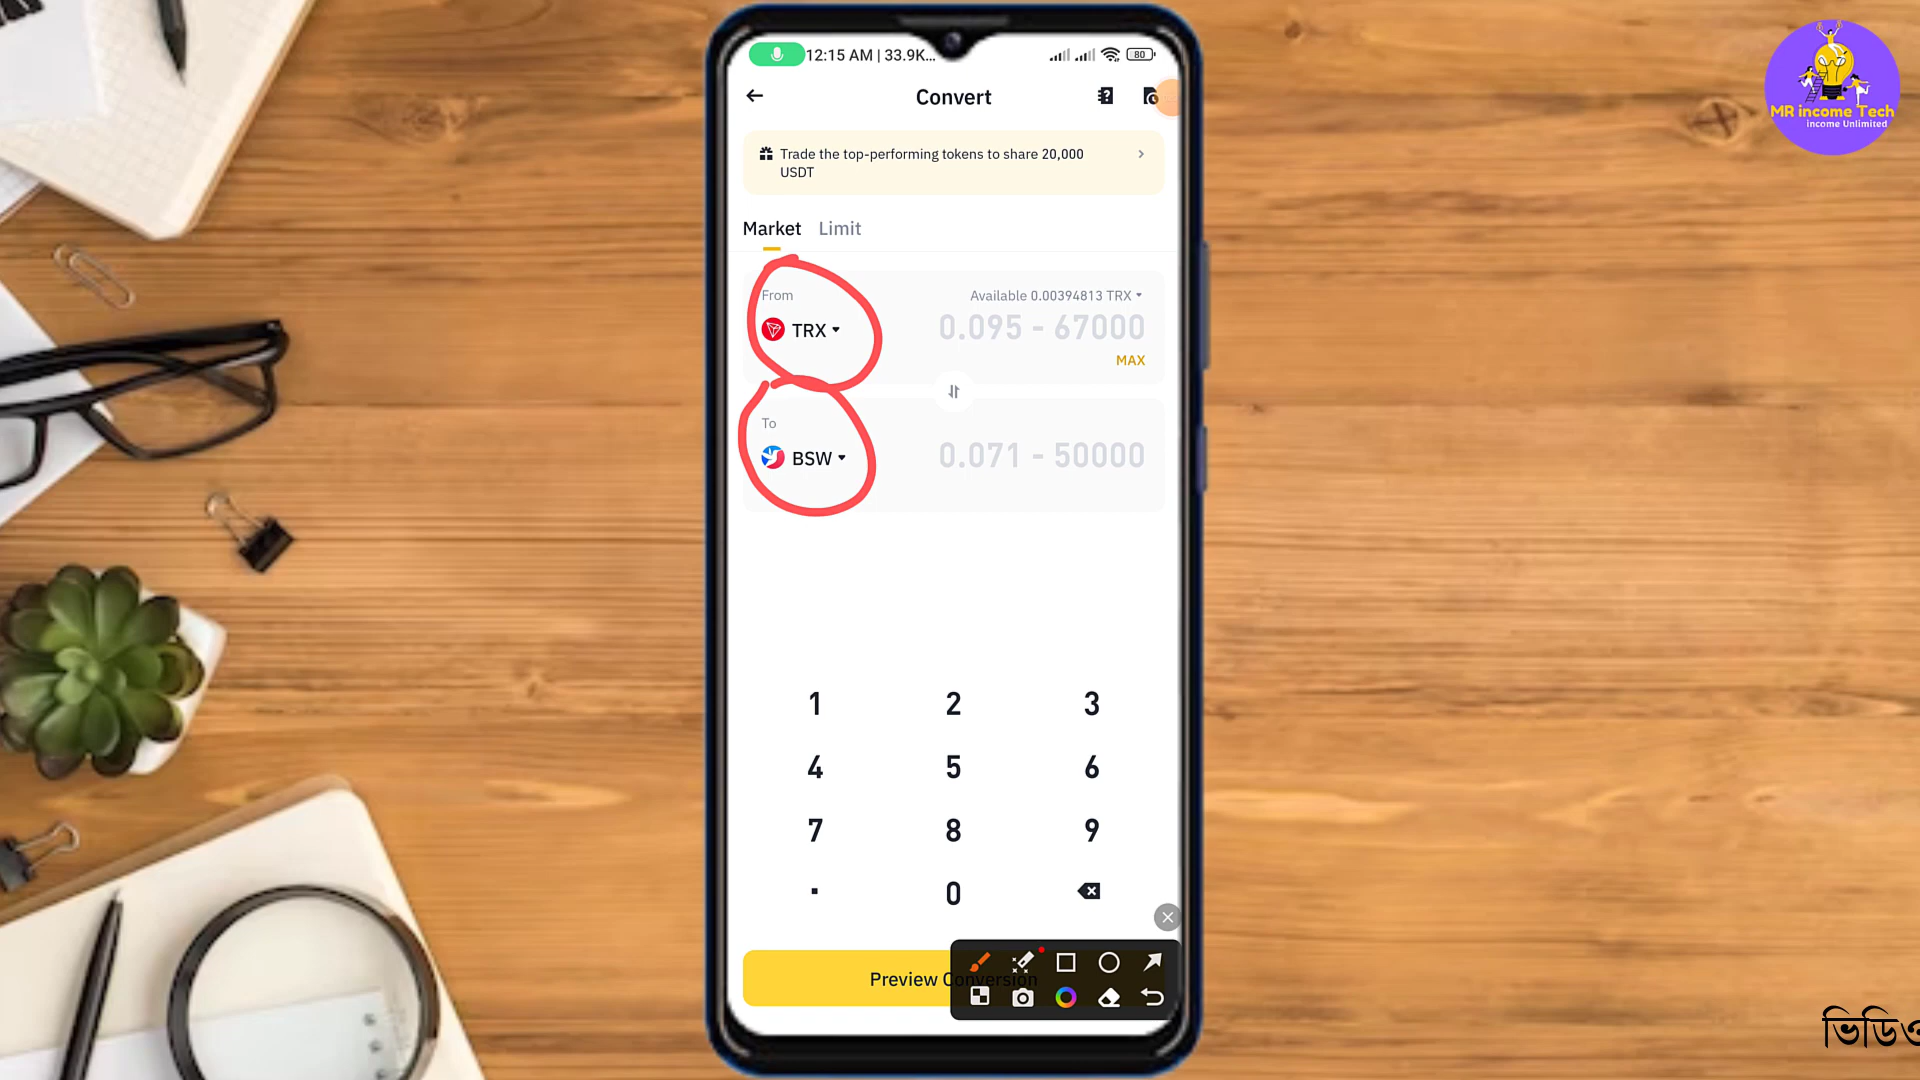 12:15 AM | 33.9K...
80
Convert
Trade the top-performing tokens to share 20,000
USDT
Market Limit
From
Available 0.00394813 TRX
TRX
0.095 - 67000
MAX
To
BSW
0.071 - 50000
1 2 3
4 5 6
7 8 9
. 0
Preview Conversion
MR income Tech
income Unlimited
ভিডিও